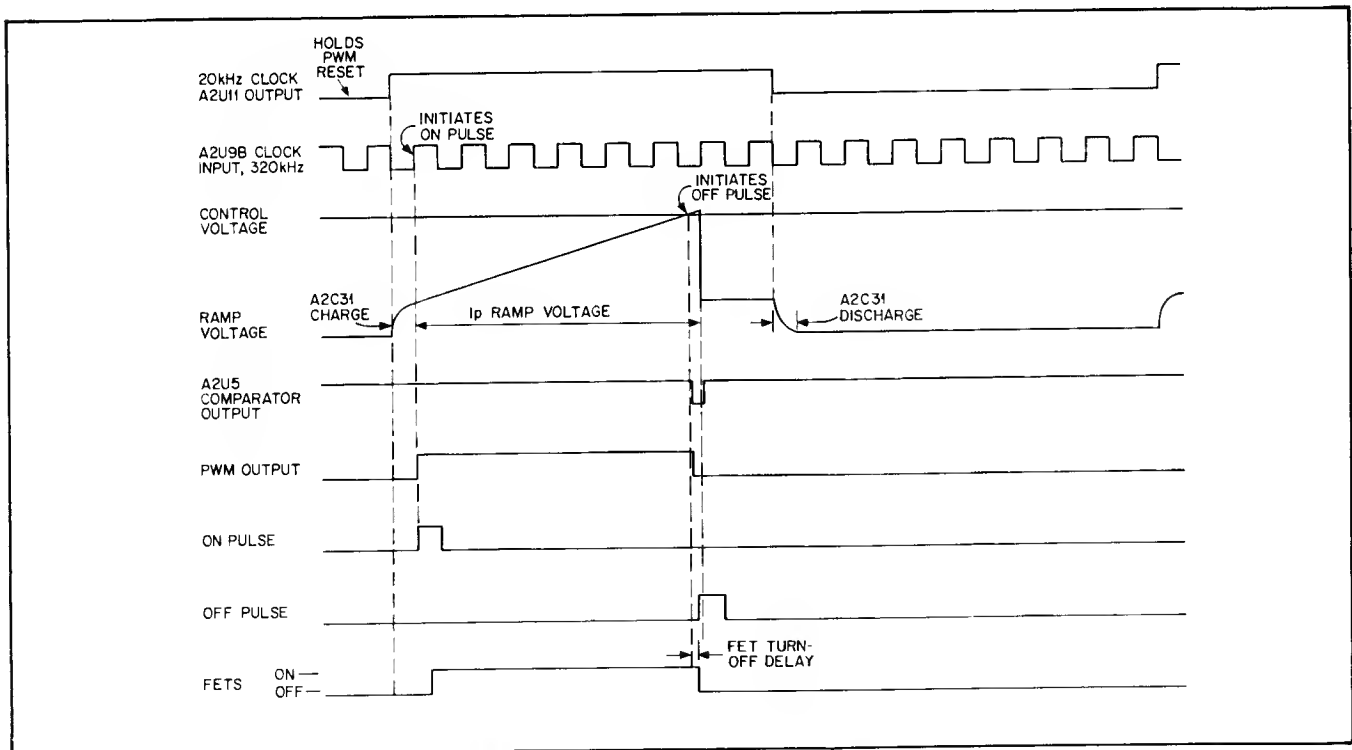 HOLDS
PWM
RESET
20kHz CLOCK
A2U11 OUTPUT
INITIATES
ON PULSE
A2U9B CLOCK
INPUT, 320kHz
INITIATES
OFF PULSE
CONTROL
VOLTAGE
A2C31
CHARGE
Ip RAMP VOLTAGE
A2C31
DISCHARGE
RAMP
VOLTAGE
A2U5
COMPARATOR
OUTPUT
PWM OUTPUT
ON PULSE
OFF PULSE
FET TURN-
OFF DELAY
FETS
ON
OFF